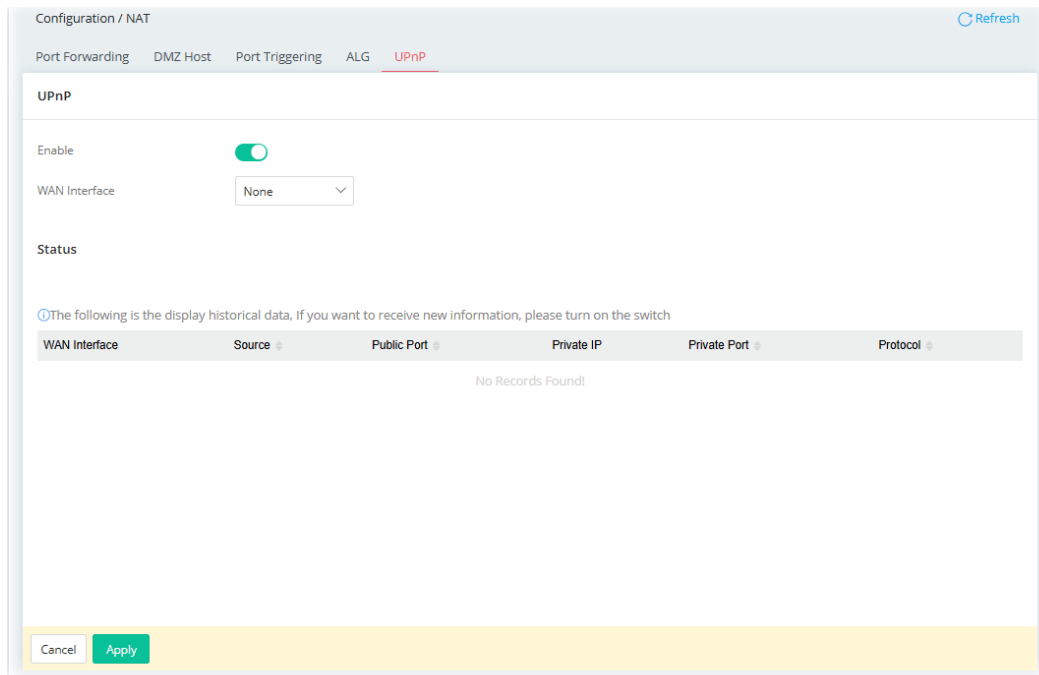 Configuration / NAT
Refresh
Port Forwarding DMZ Host Port Triggering ALG UPnP
UPnP
Enable
WAN Interface None
Status
The following is the display historical data, If you want to receive new information, please turn on the switch
WAN Interface Source Public Port Private IP Private Port Protocol
No Records Found!
Cancel Apply